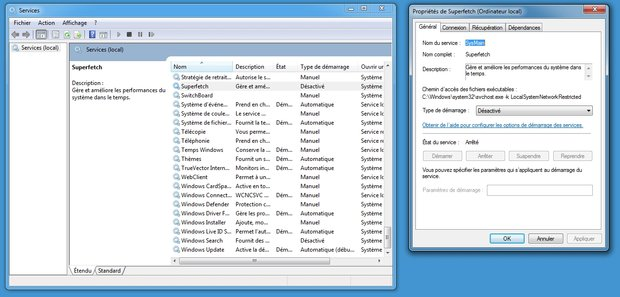 Services
Fichier Action Affichage ?
Services (local)
Services (local)
Superfetch
Description :
Gère et améliore les performances du
système dans le temps.
Nom Description État Type de démarrage Ouvrir u
Stratégie de retrait... Autorise le s... Manuel Système
Superfetch Gère et amé... Désactivé Système
SwitchBoard Manuel Système
Système d'événe... Prend en ch... Dém... Automatique Service lo
Système de coule... Le service ... Manuel Service lo
Système de fichier... Fournit la te... Dém... Automatique Système
Télécopie Vous perme... Manuel Service r
Téléphonie Prend en ch... Manuel Service r
Temps Windows Conserve la ... Dém... Manuel Service lo
Thèmes Fournit un s... Dém... Automatique Système
TrueVector Intern... Monitors in... Dém... Automatique Système
WebClient Permet à un... Manuel Service lo
Windows CardSpa... Active en to... Manuel Système
Windows Connect... WCNCSVC ... Dém... Manuel Service lo
Windows Defender Protection c... Manuel Système
Windows Driver F... Gère les pro... Dém... Automatique Système
Windows Installer Ajoute, mo... Manuel Système
Windows Live ID S... Permet l'aut... Dém... Automatique Système
Windows Search Fournit des ... Désactivé Système
Windows Update Active la dé... Dém... Automatique (débu... Système
Étendu Standard
Propriétés de Superfetch (Ordinateur local)
Général Connexion Récupération Dépendances
Nom du service : SysMain
Nom complet : Superfetch
Description : Gère et améliore les performances du système dans
le temps.
Chemin d'accès des fichiers exécutables :
C:\Windows\system32\svchost.exe -k LocalSystemNetworkRestricted
Type de démarrage : Désactivé
Obtenir de l'aide pour configurer les options de démarrage des services.
État du service : Arrêté
Démarrer Arrêter Suspendre Reprendre
Vous pouvez spécifier les paramètres qui s'appliquent au démarrage du
service.
Paramètres de démarrage :
OK Annuler Appliquer